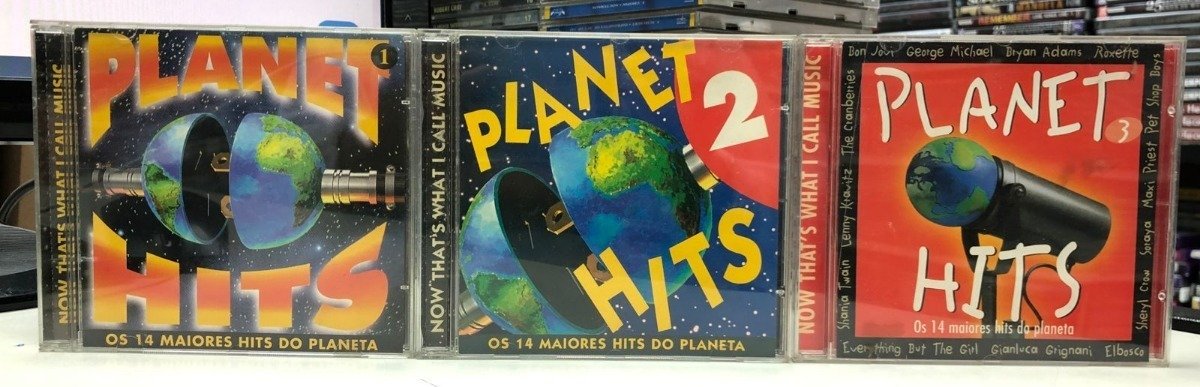 NOW THAT'S WHAT I CALL MUSIC
PLANET
1
HITS
OS 14 MAIORES HITS DO PLANETA
NOW THAT'S WHAT I CALL MUSIC
PLANET
2
HITS
OS 14 MAIORES HITS DO PLANETA
NOW THAT'S WHAT I CALL MUSIC
Bon Jovi George Michael Bryan Adams Roxette
Shania Twain Lenny Kravitz The Cranberries
PLANET
3
HITS
Os 14 maiores hits do planeta
Sheryl Crow Soraya Maxi Priest Pet Shop Boys
Everything But The Girl Gianluca Grignani Elbosco
REMEMBER